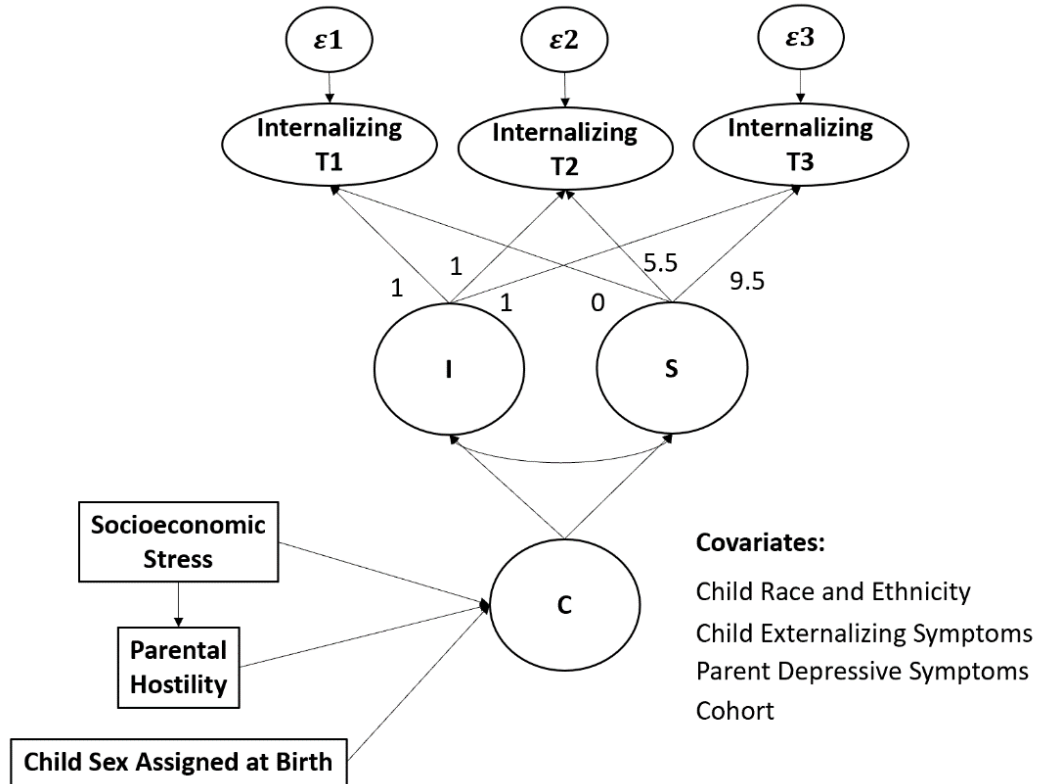 ε1
ε2
ε3
Internalizing
T1
Internalizing
T2
Internalizing
T3
1
1
1
0
5.5
9.5
I
S
Socioeconomic
Stress
Parental
Hostility
Child Sex Assigned at Birth
C
Covariates:
Child Race and Ethnicity
Child Externalizing Symptoms
Parent Depressive Symptoms
Cohort